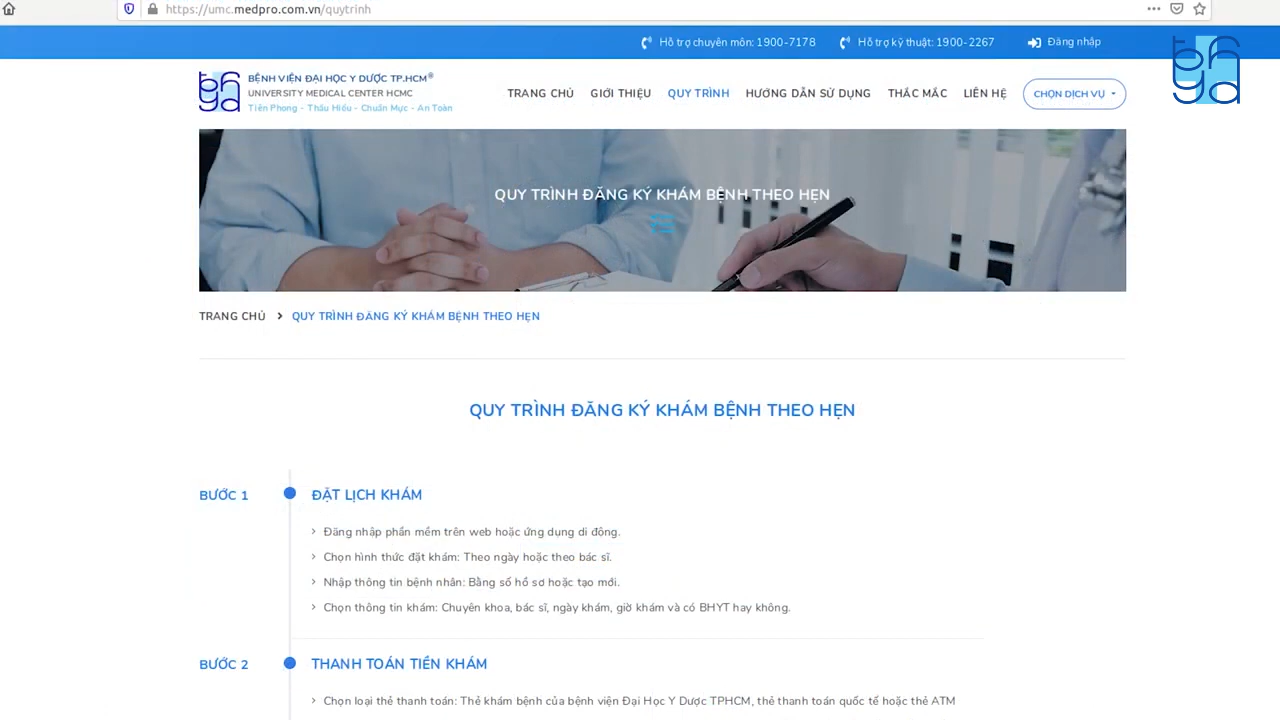 https://umc.medpro.com.vn/quytrinh
Hỗ trợ chuyên môn: 1900-7178
Hỗ trợ kỹ thuật: 1900-2267
Đăng nhập
BỆNH VIỆN ĐẠI HỌC Y DƯỢC TP.HCM®
UNIVERSITY MEDICAL CENTER HCMC
Tiên Phong - Thấu Hiểu - Chuẩn Mực - An Toàn
TRANG CHỦ
GIỚI THIỆU
QUY TRÌNH
HƯỚNG DẪN SỬ DỤNG
THẮC MẮC
LIÊN HỆ
CHỌN DỊCH VỤ
QUY TRÌNH ĐĂNG KÝ KHÁM BỆNH THEO HẸN
TRANG CHỦ > QUY TRÌNH ĐĂNG KÝ KHÁM BỆNH THEO HẸN
QUY TRÌNH ĐĂNG KÝ KHÁM BỆNH THEO HẸN
BƯỚC 1
ĐẶT LỊCH KHÁM
Đăng nhập phần mềm trên web hoặc ứng dụng di động.
Chọn hình thức đặt khám: Theo ngày hoặc theo bác sĩ.
Nhập thông tin bệnh nhân: Bằng số hồ sơ hoặc tạo mới.
Chọn thông tin khám: Chuyên khoa, bác sĩ, ngày khám, giờ khám và có BHYT hay không.
BƯỚC 2
THANH TOÁN TIỀN KHÁM
Chọn loại thẻ thanh toán: Thẻ khám bệnh của bệnh viện Đại Học Y Dược TPHCM, thẻ thanh toán quốc tế hoặc thẻ ATM